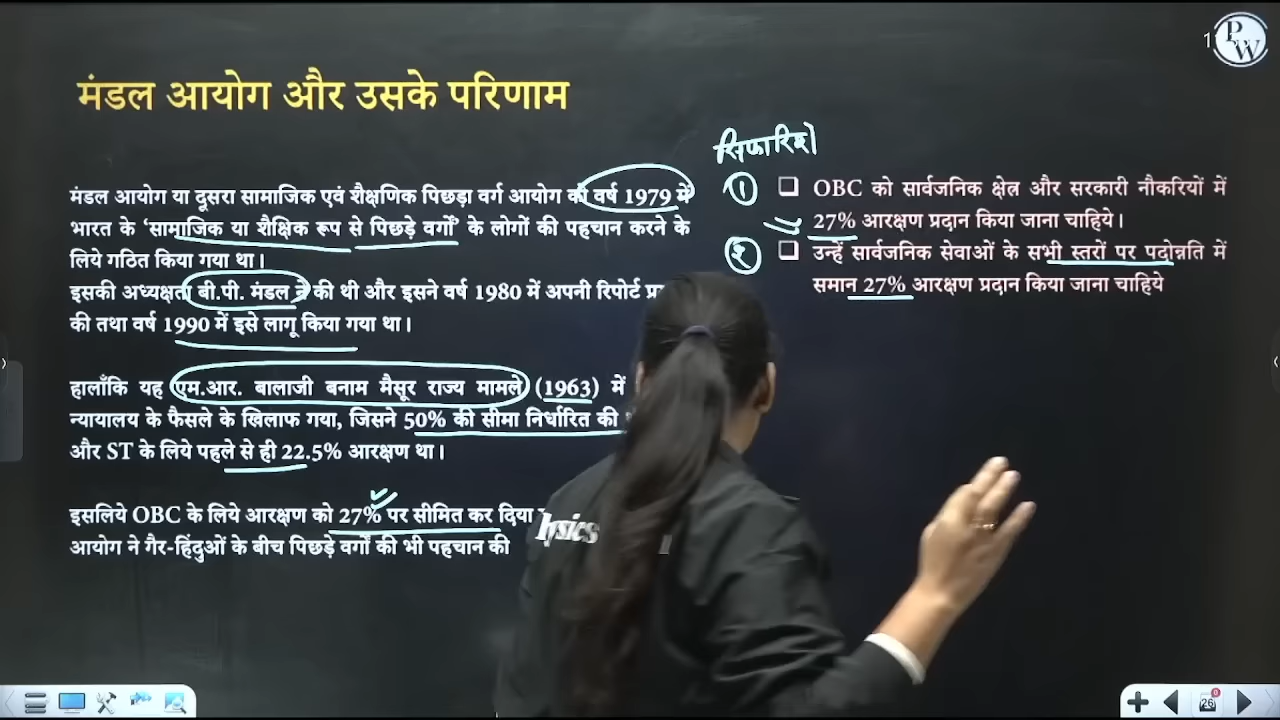 मंडल आयोग और उसके परिणाम
मंडल आयोग या दूसरा सामाजिक एवं शैक्षणिक पिछड़ा वर्ग आयोग को वर्ष 1979 में
भारत के ‘सामाजिक या शैक्षिक रूप से पिछड़े वर्गों’ के लोगों की पहचान करने के
लिये गठित किया गया था।
इसकी अध्यक्षता बी.पी. मंडल ने की थी और इसने वर्ष 1980 में अपनी रिपोर्ट
की तथा वर्ष 1990 में इसे लागू किया गया था।
हालाँकि यह एम.आर. बालाजी बनाम मैसूर राज्य मामले (1963) में
न्यायालय के फैसले के खिलाफ गया, जिसने 50% की सीमा निर्धारित की
और ST के लिये पहले से ही 22.5% आरक्षण था।
इसलिये OBC के लिये आरक्षण को 27% पर सीमित कर दिया
आयोग ने गैर-हिंदुओं के बीच पिछड़े वर्गों की भी पहचान की
सिफारिशे
① OBC को सार्वजनिक क्षेत्र और सरकारी नौकरियों में
27% आरक्षण प्रदान किया जाना चाहिये।
② उन्हें सार्वजनिक सेवाओं के सभी स्तरों पर पदोन्नति में
समान 27% आरक्षण प्रदान किया जाना चाहिये
PW
lysics
26